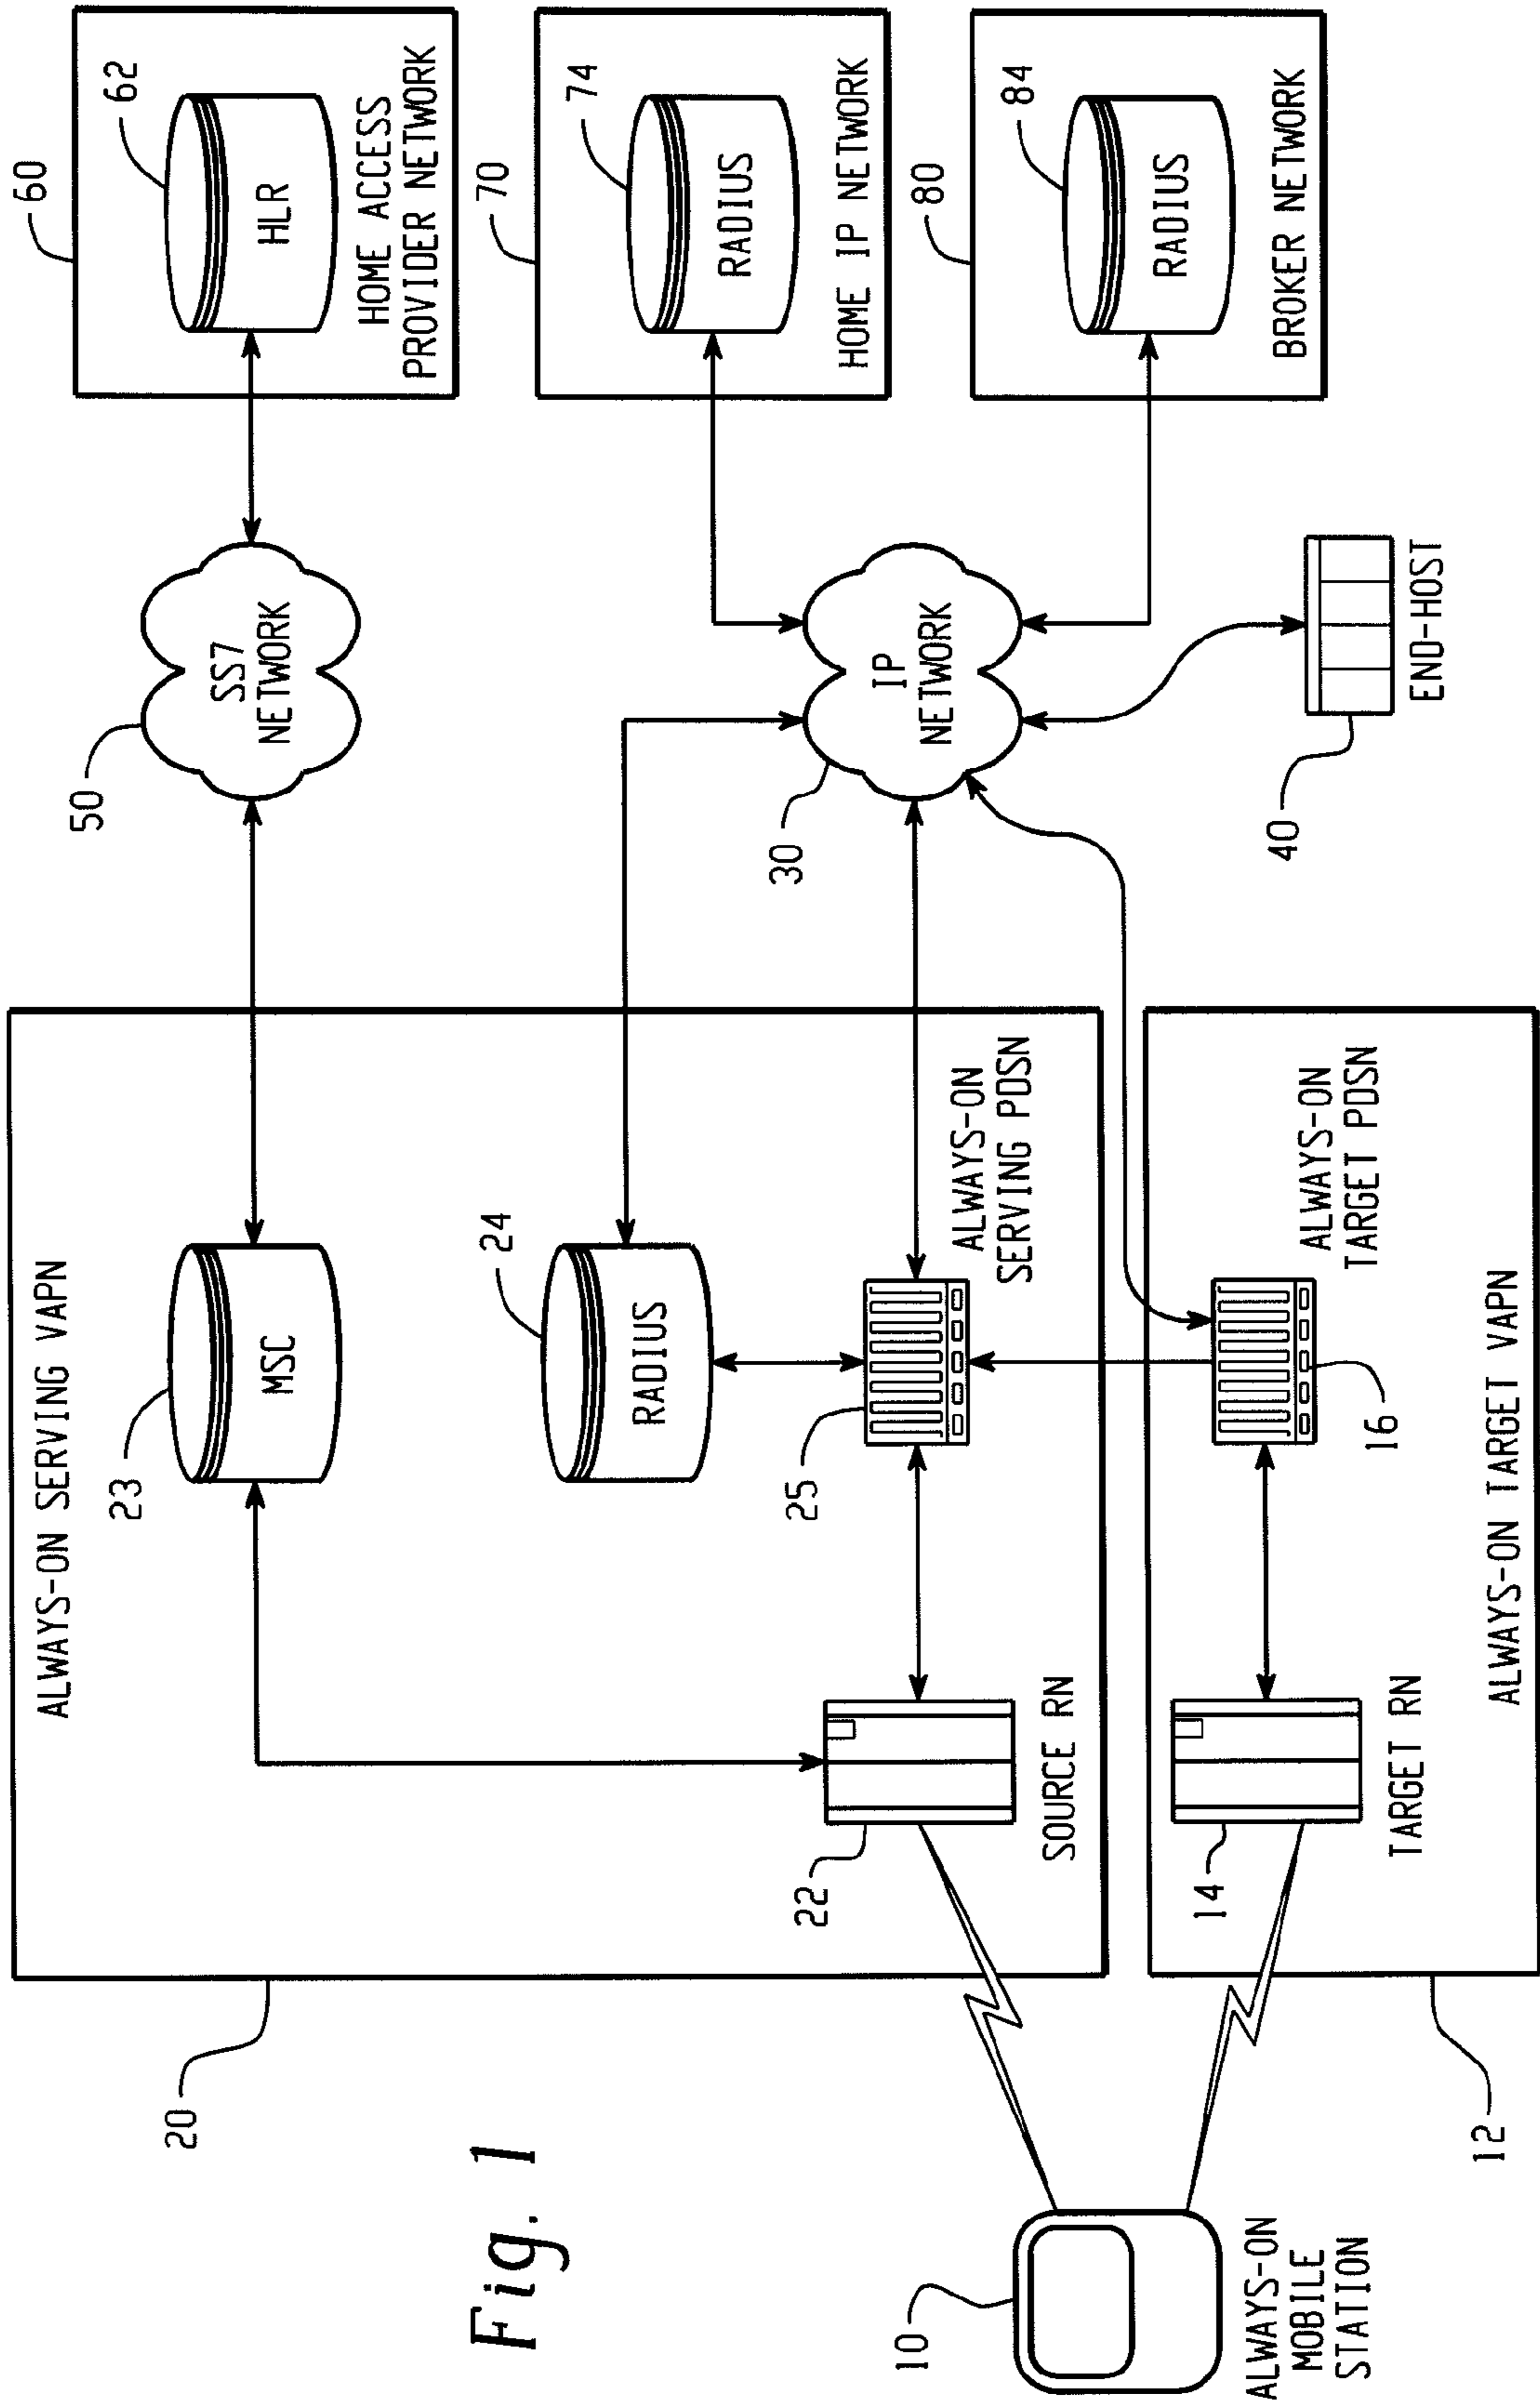 ALWAYS-ON SERVING VAPN
20
23
MSC
24
RADIUS
25
ALWAYS-ON
SERVING PDSN
22
SOURCE RN
50
SS7
NETWORK
60
62
HLR
HOME ACCESS
PROVIDER NETWORK
70
74
RADIUS
HOME IP NETWORK
80
84
RADIUS
BROKER NETWORK
30
IP
NETWORK
40
END-HOST
10
ALWAYS-ON
MOBILE
STATION
14
TARGET RN
16
ALWAYS-ON
TARGET PDSN
ALWAYS-ON TARGET VAPN
12
Fig. 1